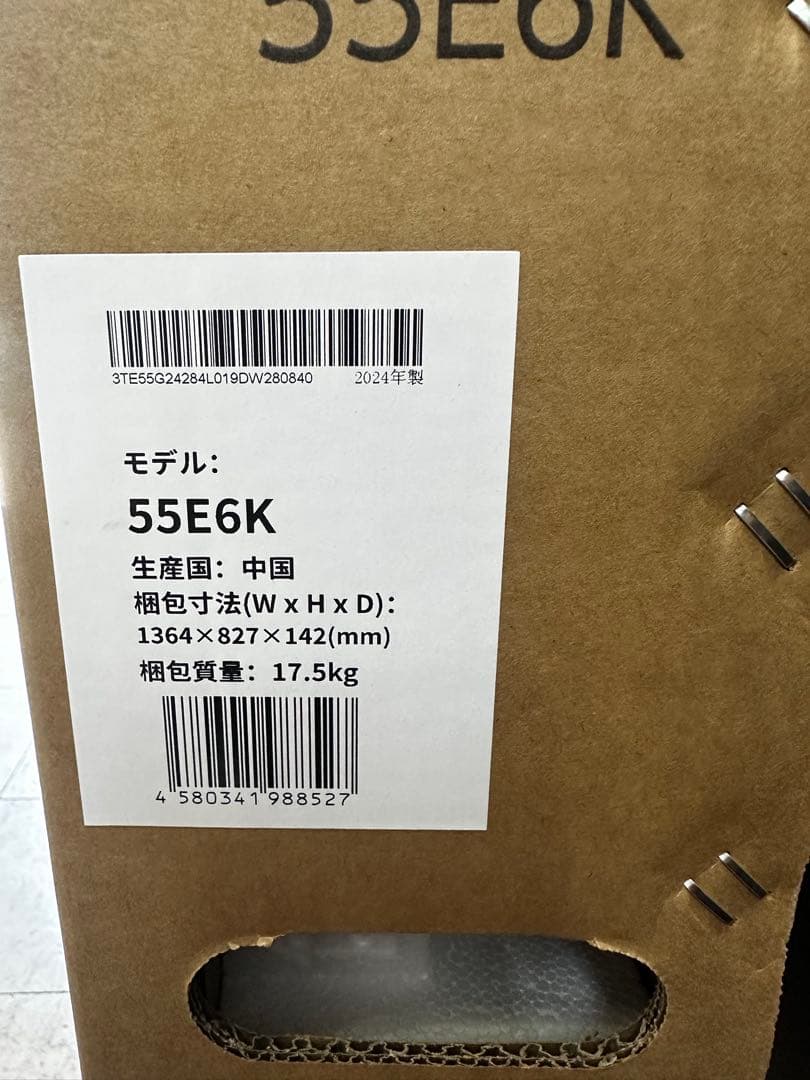 55E6K
3TE55G24284L019DW280840 2024年製
モデル:
55E6K
生産国: 中国
梱包寸法(W x H x D):
1364×827×142(mm)
梱包質量: 17.5kg
4 580341 988527